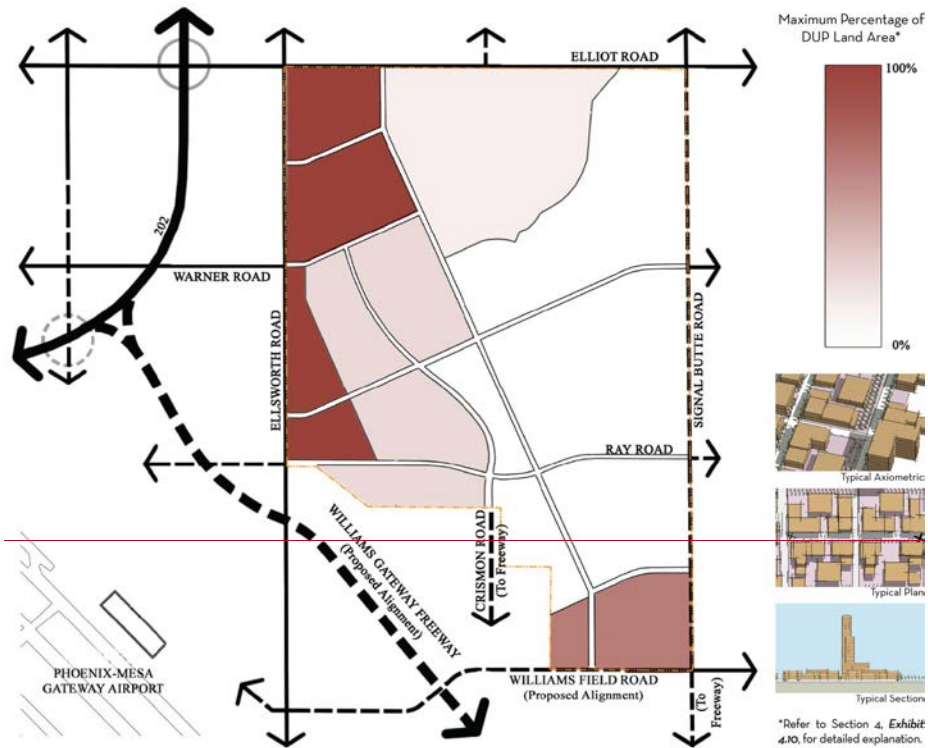 Maximum Percentage of
DUP Land Area*
100%
0%
ELLIOT ROAD
202
WARNER ROAD
ELLSWORTH ROAD
SIGNAL BUTTE ROAD
RAY ROAD
CRISMON ROAD
(To Freeway)
WILLIAMS GATEWAY FREEWAY
(Proposed Alignment)
PHOENIX-MESA
GATEWAY AIRPORT
WILLIAMS FIELD ROAD
(Proposed Alignment)
(To
Freeway)
Typical Axiometric
Typical Plan
Typical Section
*Refer to Section 4, Exhibit
4.10, for detailed explanation.